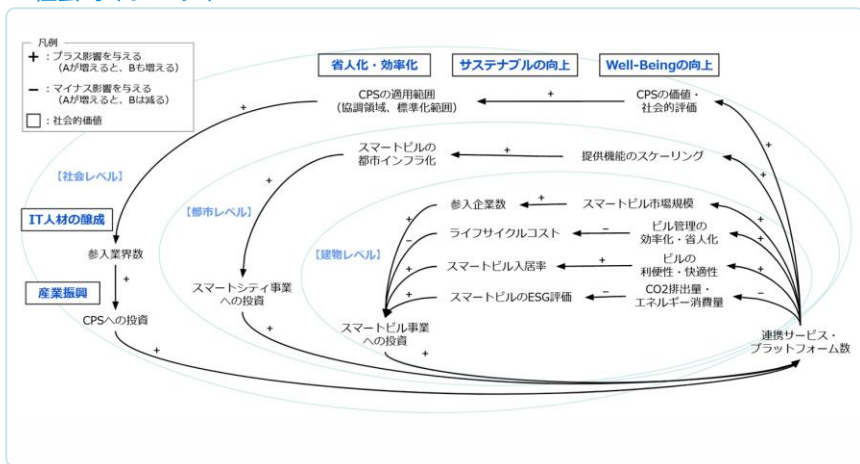 凡例
+ : プラス影響を与える
(Aが増えると、Bも増える)
− : マイナス影響を与える
(Aが増えると、Bは減る)
□ : 社会的価値
省人化・効率化
サステナブルの向上
Well-Beingの向上
CPSの適用範囲
(協調領域、標準化範囲)
+
CPSの価値・
社会的評価
+
+
スマートビルの
都市インフラ化
+
提供機能のスケーリング
+
+
【社会レベル】
【都市レベル】
【建物レベル】
IT人材の醸成
参入業界数
+
産業振興
CPSへの投資
+
スマートシティ事業
への投資
+
参入企業数
+
スマートビル市場規模
+
+
ライフサイクルコスト
−
ビル管理の
効率化・省人化
+
−
スマートビル入居率
+
ビルの
利便性・快適性
+
+
スマートビルのESG評価
−
CO2排出量・
エネルギー消費量
−
+
スマートビル事業
への投資
+
連携サービス・
プラットフォーム数